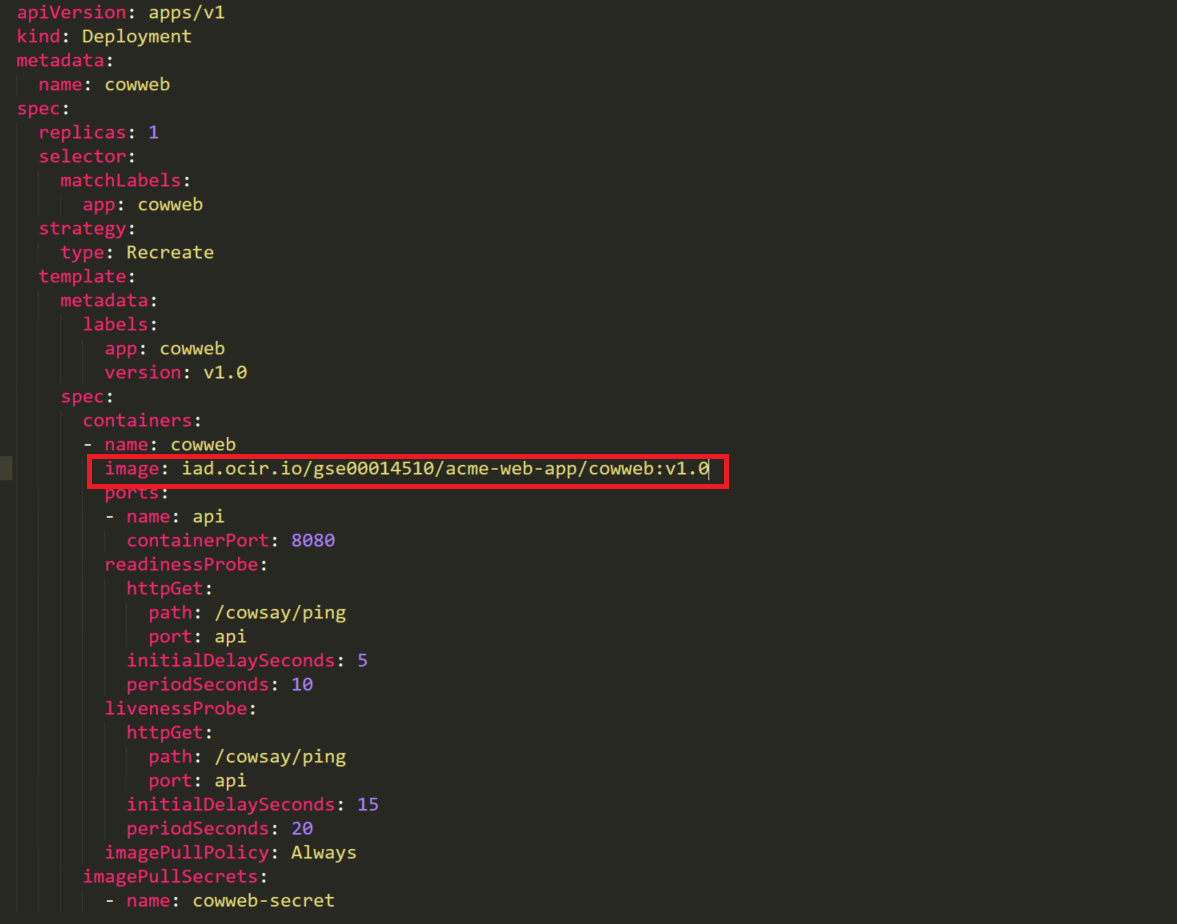 apiVersion: apps/v1
kind: Deployment
metadata:
  name: cowweb
spec:
  replicas: 1
  selector:
    matchLabels:
      app: cowweb
  strategy:
    type: Recreate
  template:
    metadata:
      labels:
        app: cowweb
        version: v1.0
    spec:
      containers:
      - name: cowweb
        image: iad.ocir.io/gse00014510/acme-web-app/cowweb:v1.0
        ports:
        - name: api
          containerPort: 8080
        readinessProbe:
          httpGet:
            path: /cowsay/ping
            port: api
          initialDelaySeconds: 5
          periodSeconds: 10
        livenessProbe:
          httpGet:
            path: /cowsay/ping
            port: api
          initialDelaySeconds: 15
          periodSeconds: 20
        imagePullPolicy: Always
      imagePullSecrets:
        - name: cowweb-secret